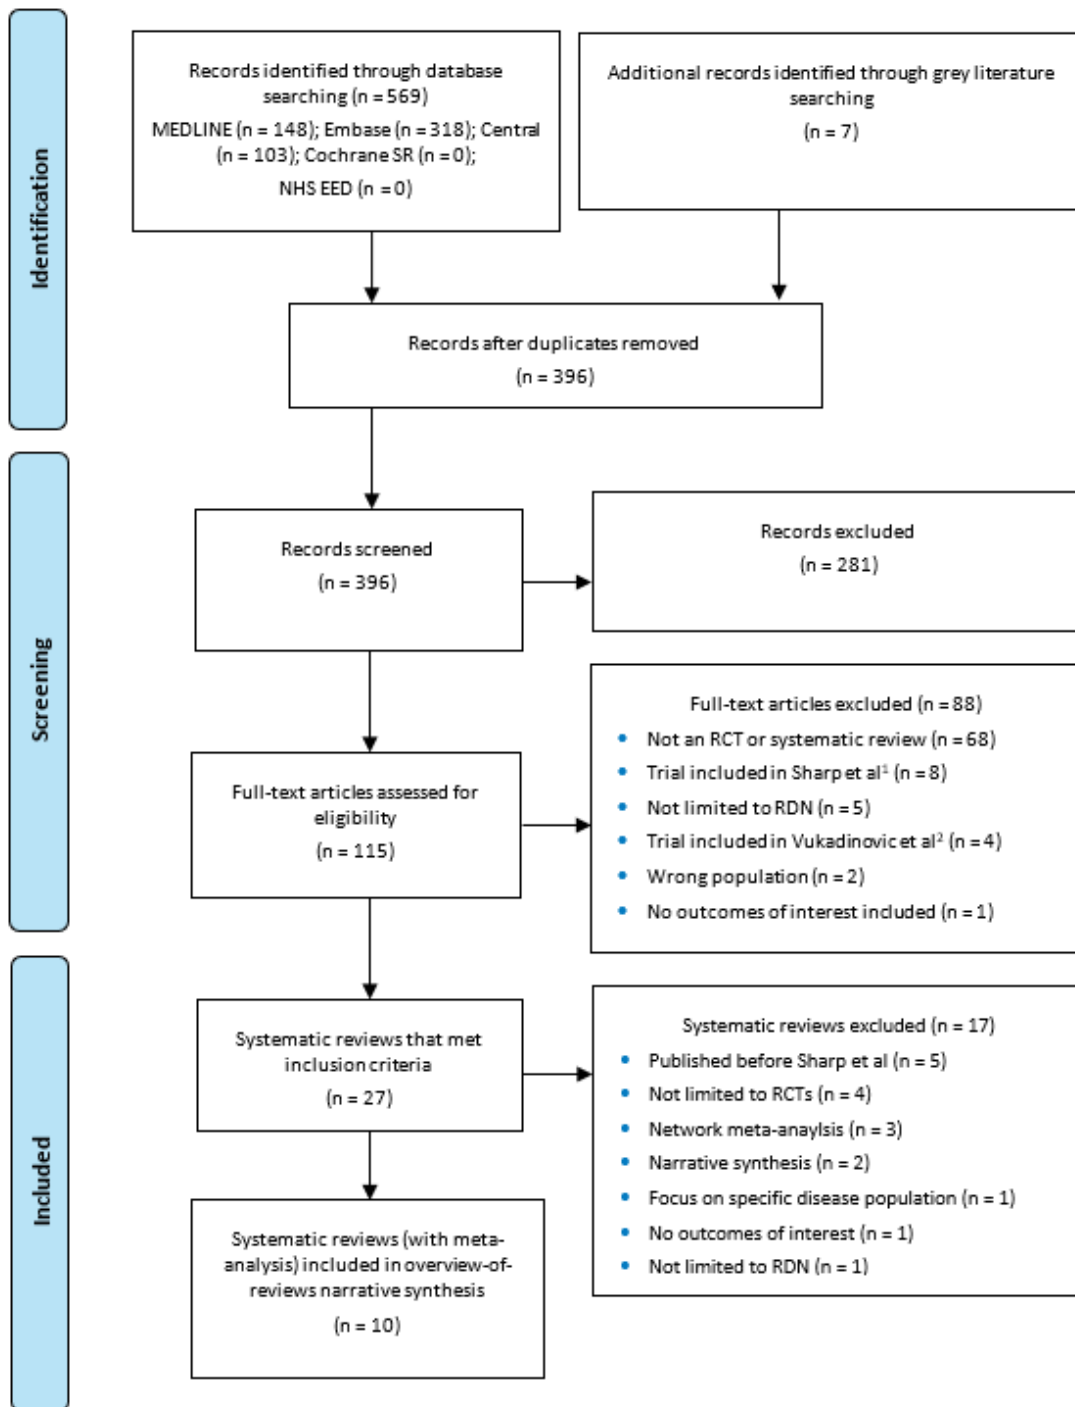 Identification
Records identified through database
searching (n = 569)
MEDLINE (n = 148); Embase (n = 318); Central
(n = 103); Cochrane SR (n = 0);
NHS EED (n = 0)
Additional records identified through grey literature
searching
(n = 7)
Records after duplicates removed
(n = 396)
Screening
Records screened
(n = 396)
Records excluded
(n = 281)
Full-text articles assessed for
eligibility
(n = 115)
Full-text articles excluded (n = 88)
• Not an RCT or systematic review (n = 68)
• Trial included in Sharp et al¹ (n = 8)
• Not limited to RDN (n = 5)
• Trial included in Vukadinovic et al² (n = 4)
• Wrong population (n = 2)
• No outcomes of interest included (n = 1)
Included
Systematic reviews that met
inclusion criteria
(n = 27)
Systematic reviews excluded (n = 17)
• Published before Sharp et al (n = 5)
• Not limited to RCTs (n = 4)
• Network meta-anaylsis (n = 3)
• Narrative synthesis (n = 2)
• Focus on specific disease population (n = 1)
• No outcomes of interest (n = 1)
• Not limited to RDN (n = 1)
Systematic reviews (with meta-
analysis) included in overview-of-
reviews narrative synthesis
(n = 10)